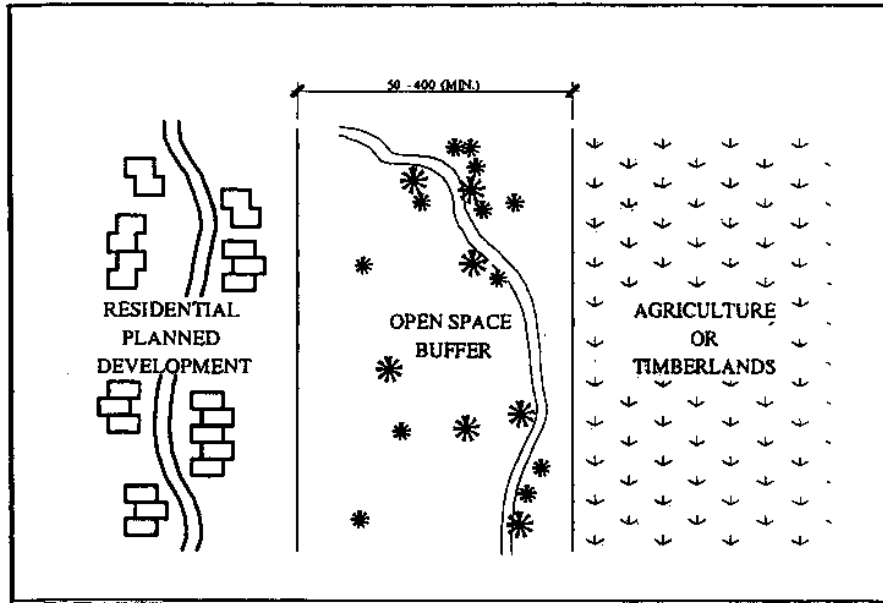 50 - 400 (MIN.)
RESIDENTIAL
PLANNED
DEVELOPMENT
OPEN SPACE
BUFFER
AGRICULTURE
OR
TIMBERLANDS